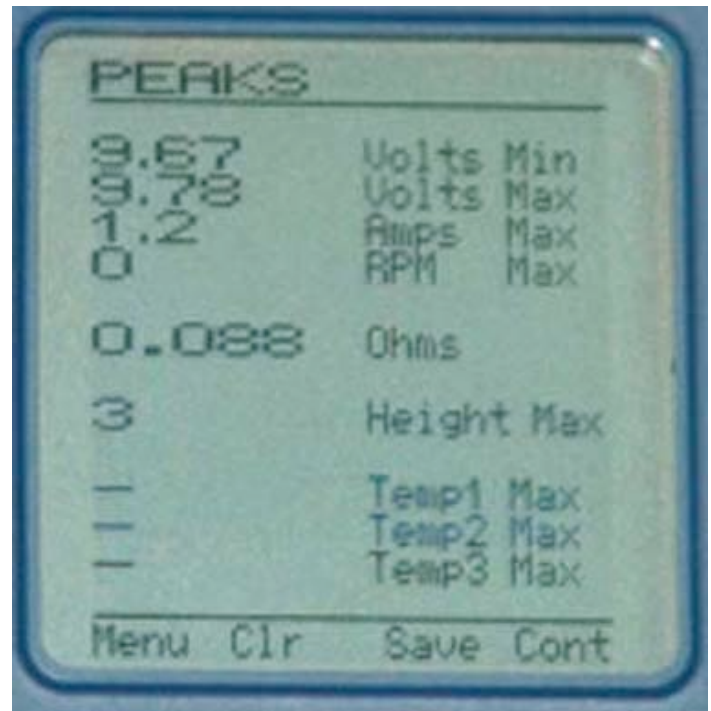 PEAKS
9.67 Volts Min
9.78 Volts Max
1.2 Amps Max
0 RPM Max
0.088 Ohms
3 Height Max
— Temp1 Max
— Temp2 Max
— Temp3 Max
Menu Clr Save Cont